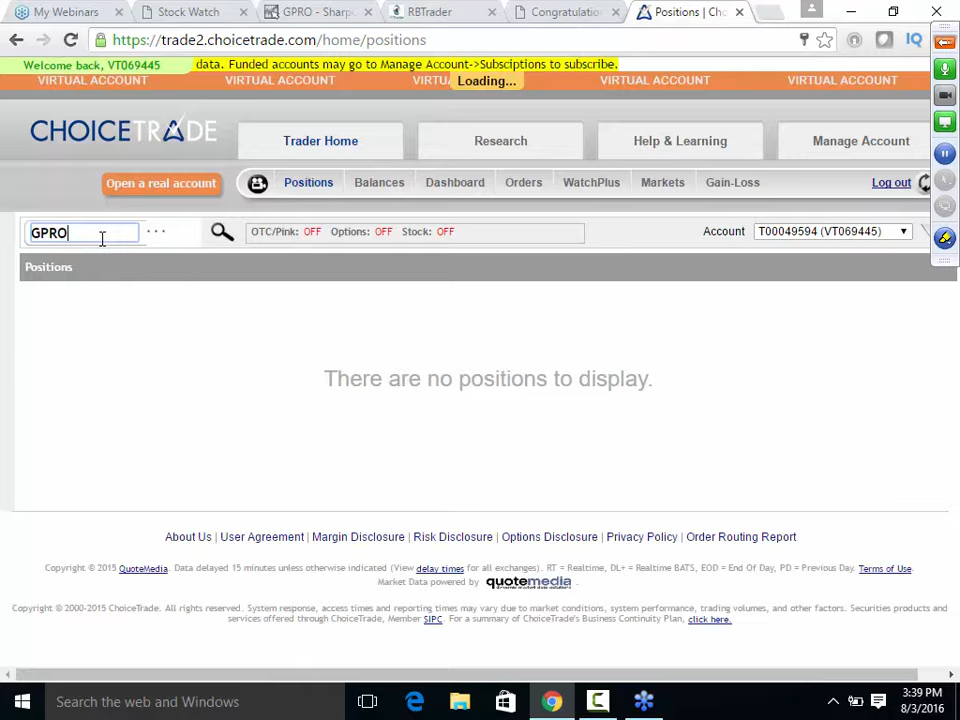 My Webinars
Stock Watch
GPRO - Sharp
RBTrader
Congratulation
Positions | Cho
https://trade2.choicetrade.com/home/positions
IQ
Welcome back, VT069445
data. Funded accounts may go to Manage Account->Subsciptions to subscribe.
VIRTUAL ACCOUNT
VIRTUAL ACCOUNT
VIRTU
Loading...
VIRTUAL ACCOUNT
VIRTUAL ACCOUNT
CHOICETRADE
Trader Home
Research
Help & Learning
Manage Account
Open a real account
Positions
Balances
Dashboard
Orders
WatchPlus
Markets
Gain-Loss
Log out
GPRO
OTC/Pink: OFF Options: OFF Stock: OFF
Account
T00049594 (VT069445)
Positions
There are no positions to display.
About Us | User Agreement | Margin Disclosure | Risk Disclosure | Options Disclosure | Privacy Policy | Order Routing Report
Copyright © 2015 QuoteMedia. Data delayed 15 minutes unless otherwise indicated (View delay times for all exchanges). RT = Realtime, DL+ = Realtime BATS, EOD = End Of Day, PD = Previous Day. Terms of Use.
Market Data powered by quotemedia .
Copyright © 2000-2015 ChoiceTrade. All rights reserved. System response, access times and reporting times may vary due to market conditions, system performance, trading volumes, and other factors. Securities products and
services offered through ChoiceTrade, Member SIPC. For a summary of ChoiceTrade's Business Continuity Plan, click here.
Search the web and Windows
3:39 PM
8/3/2016